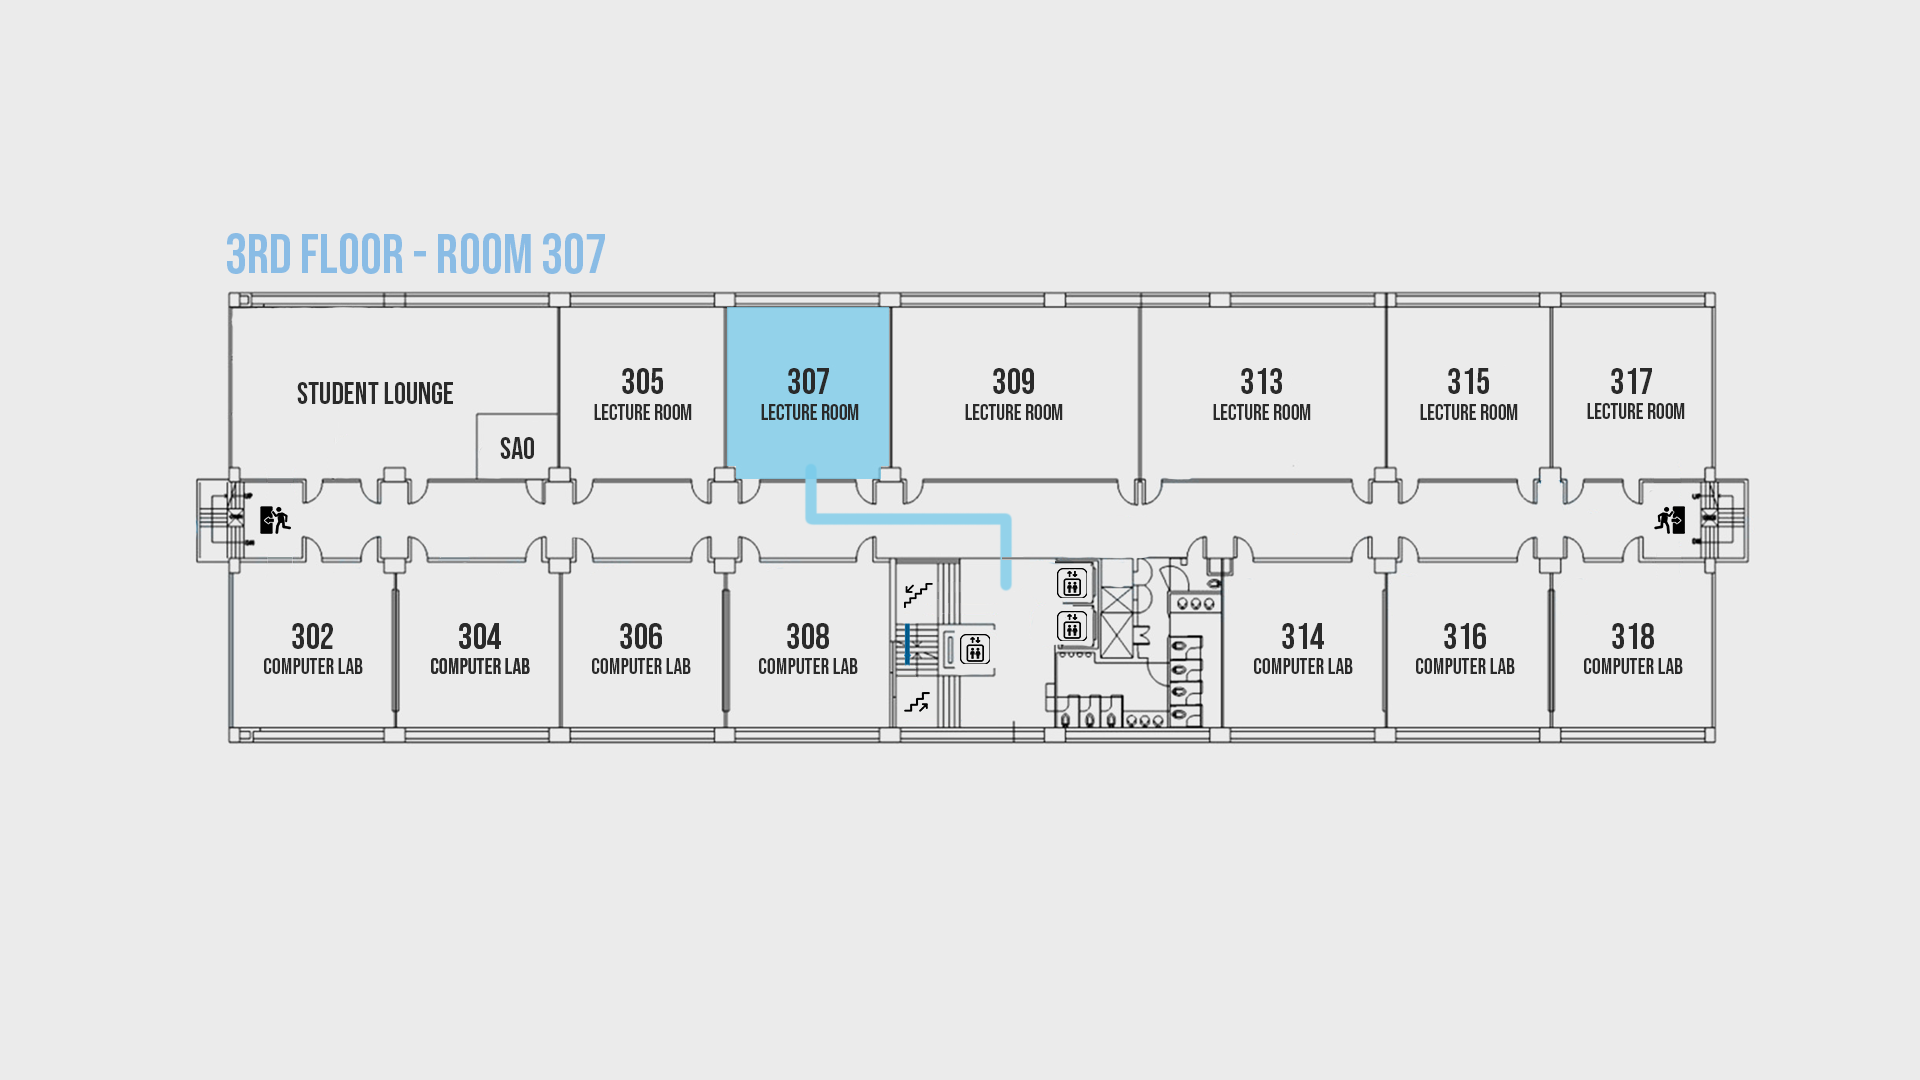 3RD FLOOR - ROOM 307
STUDENT LOUNGE
SAO
305
LECTURE ROOM
307
LECTURE ROOM
309
LECTURE ROOM
313
LECTURE ROOM
315
LECTURE ROOM
317
LECTURE ROOM
302
COMPUTER LAB
304
COMPUTER LAB
306
COMPUTER LAB
308
COMPUTER LAB
314
COMPUTER LAB
316
COMPUTER LAB
318
COMPUTER LAB